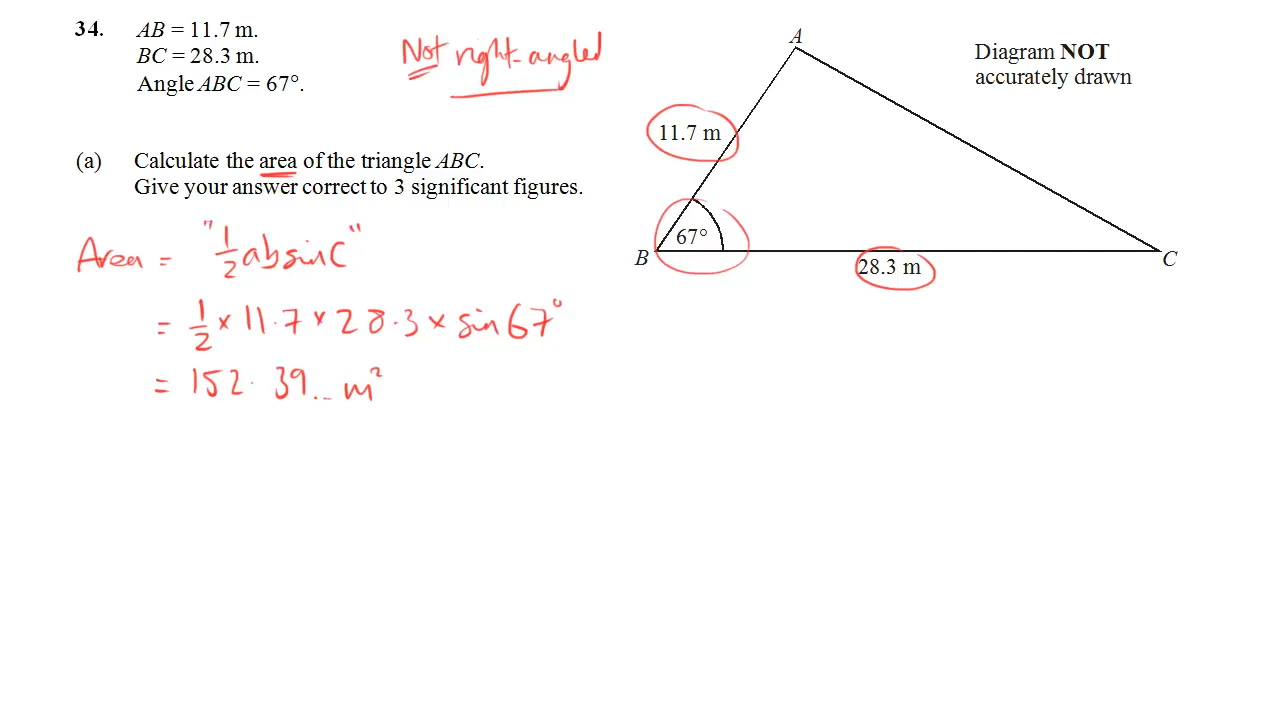 34. AB = 11.7 m.
BC = 28.3 m.
Angle ABC = 67°.
Not right-angled
(a) Calculate the area of the triangle ABC.
Give your answer correct to 3 significant figures.
Area = "½absinC"
= ½ × 11.7 × 28.3 × sin 67°
= 152.39... m²
A
Diagram NOT
accurately drawn
11.7 m
67°
B
28.3 m
C